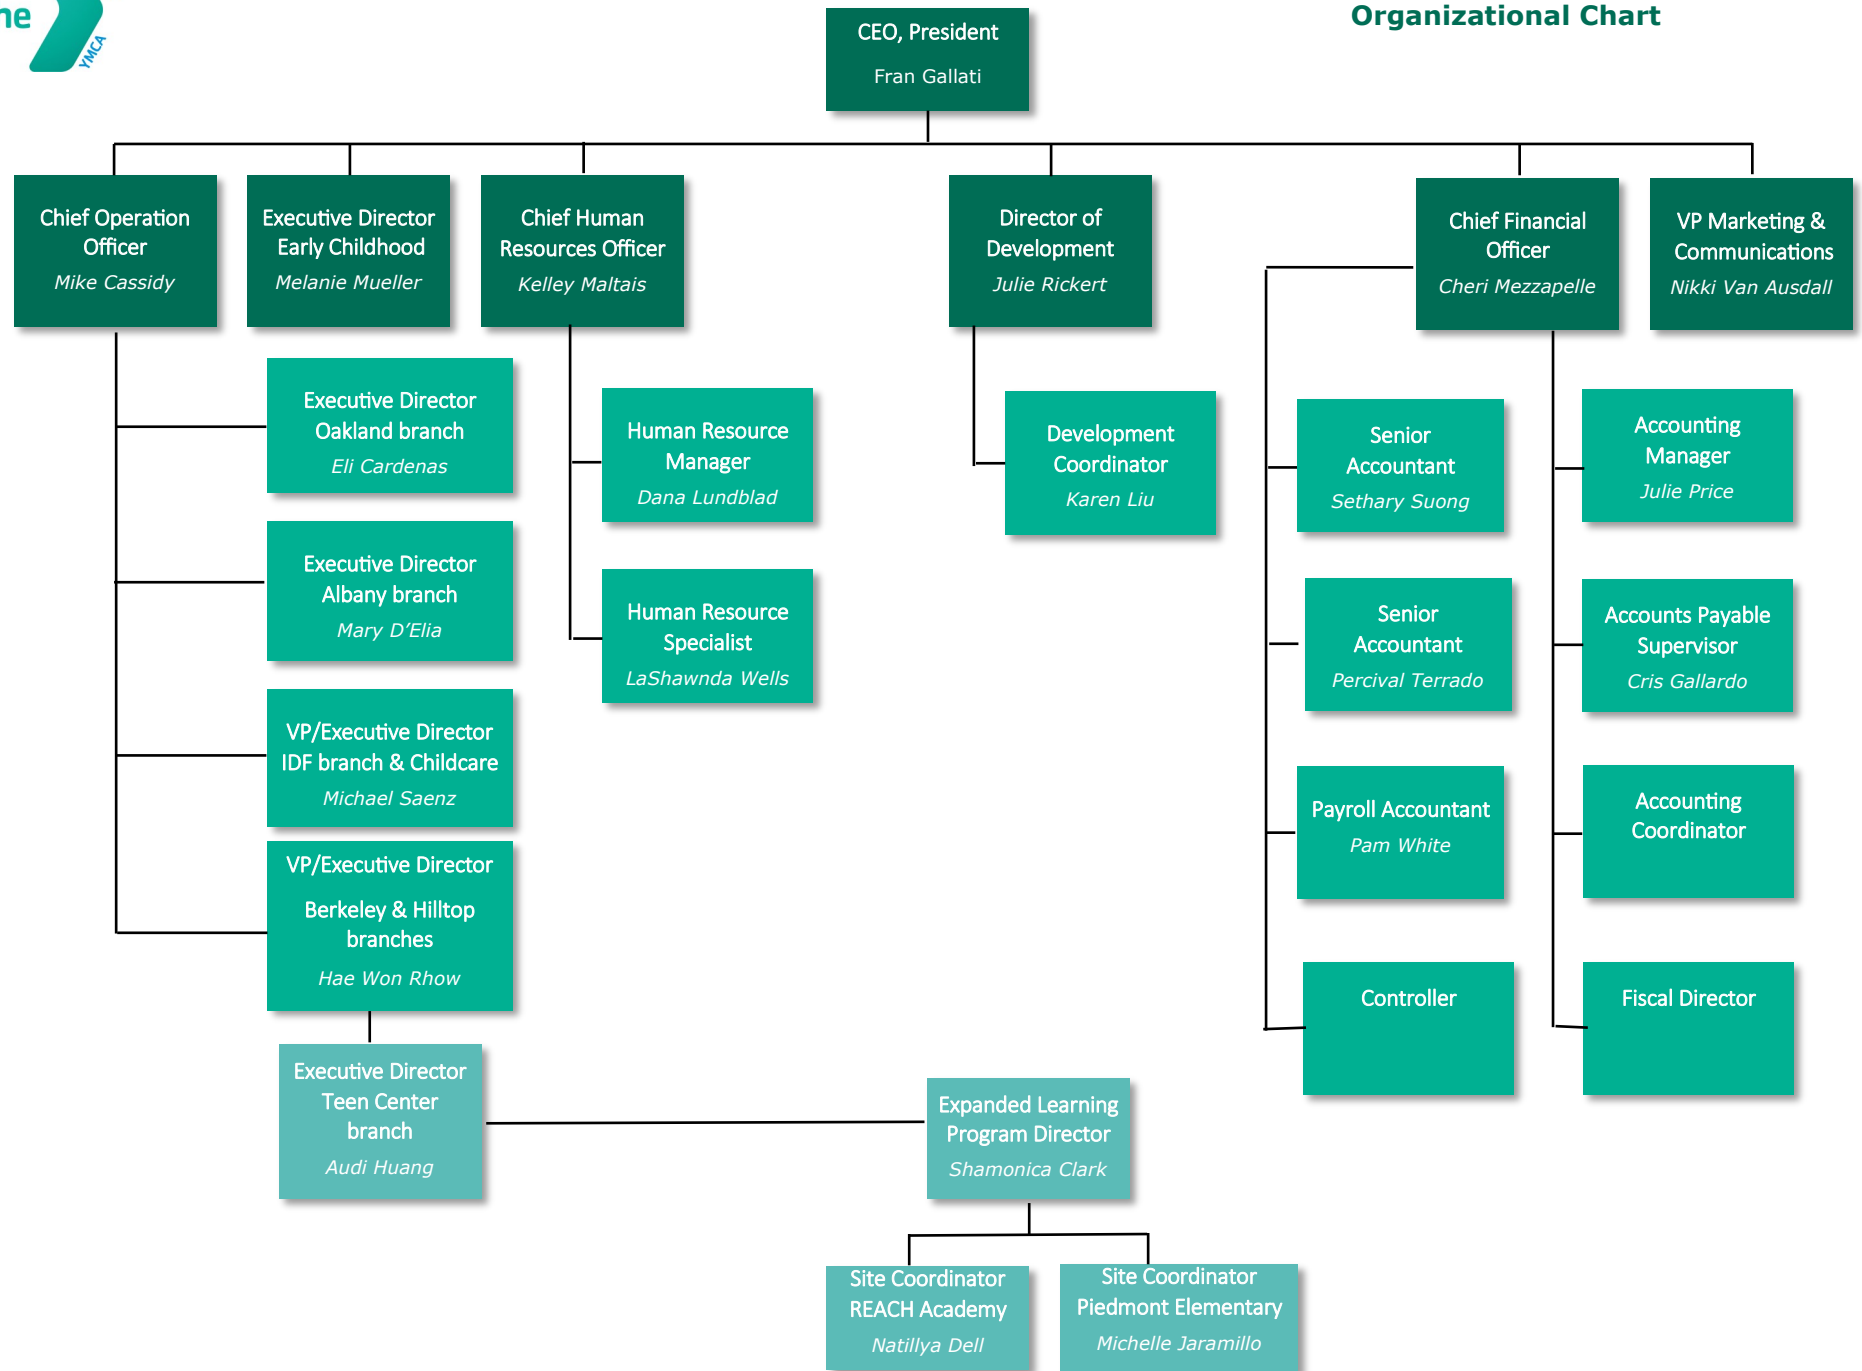 he
YMCA
Organizational Chart
CEO, President
Fran Gallati
Chief Operation
Officer
Mike Cassidy
Executive Director
Early Childhood
Melanie Mueller
Chief Human
Resources Officer
Kelley Maltais
Director of
Development
Julie Rickert
Chief Financial
Officer
Cheri Mezzapelle
VP Marketing &
Communications
Nikki Van Ausdall
Executive Director
Oakland branch
Eli Cardenas
Executive Director
Albany branch
Mary D’Elia
VP/Executive Director
IDF branch & Childcare
Michael Saenz
VP/Executive Director
Berkeley & Hilltop
branches
Hae Won Rhow
Human Resource
Manager
Dana Lundblad
Human Resource
Specialist
LaShawnda Wells
Development
Coordinator
Karen Liu
Senior
Accountant
Sethary Suong
Senior
Accountant
Percival Terrado
Payroll Accountant
Pam White
Controller
Accounting
Manager
Julie Price
Accounts Payable
Supervisor
Cris Gallardo
Accounting
Coordinator
Fiscal Director
Executive Director
Teen Center
branch
Audi Huang
Expanded Learning
Program Director
Shamonica Clark
Site Coordinator
REACH Academy
Natillya Dell
Site Coordinator
Piedmont Elementary
Michelle Jaramillo